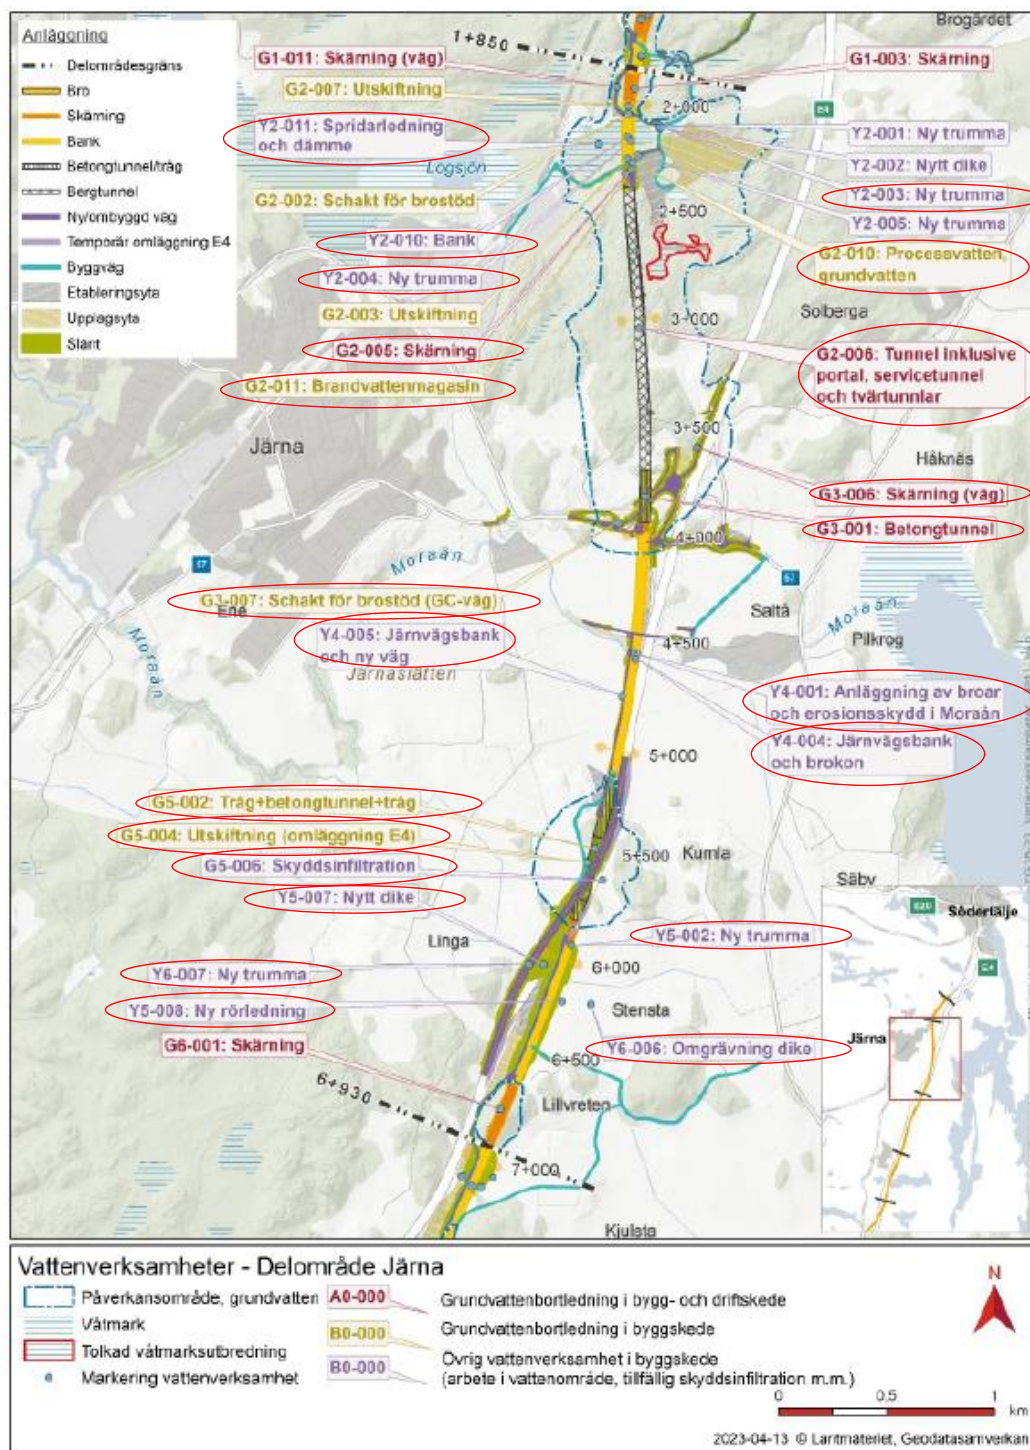 Anläggning
Delområdesgräns
Bro
Skärning
Bank
Betongtunnel/tråg
Bergtunnel
Ny/ombyggd väg
Temporär omläggning E4
Byggväg
Etableringsyta
Upplagsyta
Slänt
Brogärdet
1+850
G1-011: Skärning (väg)
G1-003: Skärning
G2-007: Utskiftning
2+000
E4
Y2-011: Spridarledning
och dämme
Y2-001: Ny trumma
Logsjön
Y2-002: Nytt dike
G2-002: Schakt för brostöd
Y2-003: Ny trumma
2+500
Y2-005: Ny trumma
Y2-010: Bank
G2-010: Processvatten,
grundvatten
Y2-004: Ny trumma
G2-003: Utskiftning
Solberga
3+000
G2-005: Skärning
G2-006: Tunnel inklusive
portal, servicetunnel
och tvärtunnlar
G2-011: Brandvattenmagasin
3+500
Järna
Håknäs
G3-006: Skärning (väg)
G3-001: Betongtunnel
4+000
Moraån
57
57
G3-007: Schakt för brostöd (GC-väg)
Ene
Saltå
Moraån
Y4-005: Järnvägsbank
och ny väg
Pilkrog
4+500
Moraån
Järnaslätten
Y4-001: Anläggning av broar
och erosionsskydd i Moraån
Y4-004: Järnvägsbank
och brokon
5+000
G5-002: Tråg+betongtunnel+tråg
G5-004: Utskiftning (omläggning E4)
5+500
Kumla
G5-006: Skyddsinfiltration
Säby
Y5-007: Nytt dike
E20
Södertälje
Linga
Y5-002: Ny trumma
Y6-007: Ny trumma
6+000
E4
Y5-008: Ny rörledning
Stensta
G6-001: Skärning
Y6-006: Omgrävning dike
Järna
6+500
6+930
Lillvreten
7+000
Kjulsta
Vattenverksamheter - Delområde Järna
Påverkansområde, grundvatten
Våtmark
Tolkad våtmarksutbredning
Markering vattenverksamhet
A0-000
Grundvattenbortledning i bygg- och driftskede
B0-000
Grundvattenbortledning i byggskede
B0-000
Övrig vattenverksamhet i byggskede
(arbete i vattenområde, tillfällig skyddsinfiltration m.m.)
N
0 0,5 1
km
2023-04-13 © Lantmäteriet, Geodatasamverkan